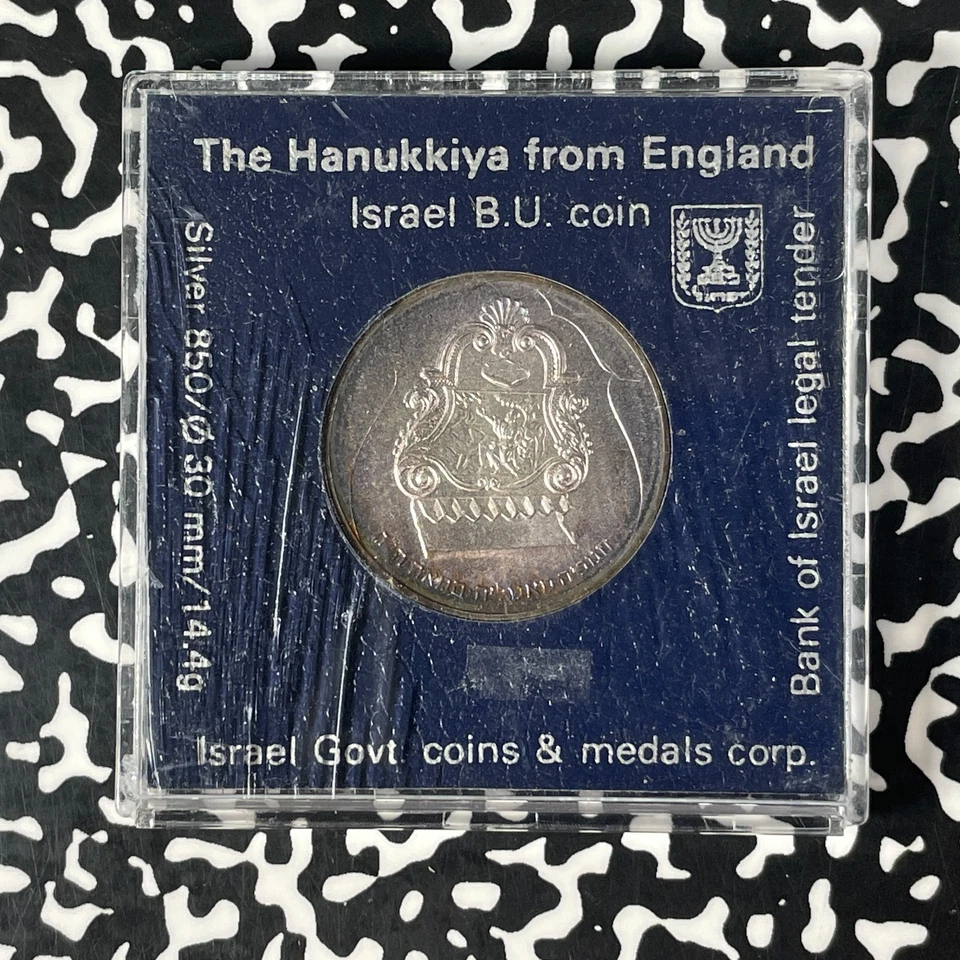 The Hanukkiya from England
Israel B.U. coin
Silver 850/∅ 30 mm/14.4g
Bank of Israel legal tender
Israel Govt. coins & medals corp.